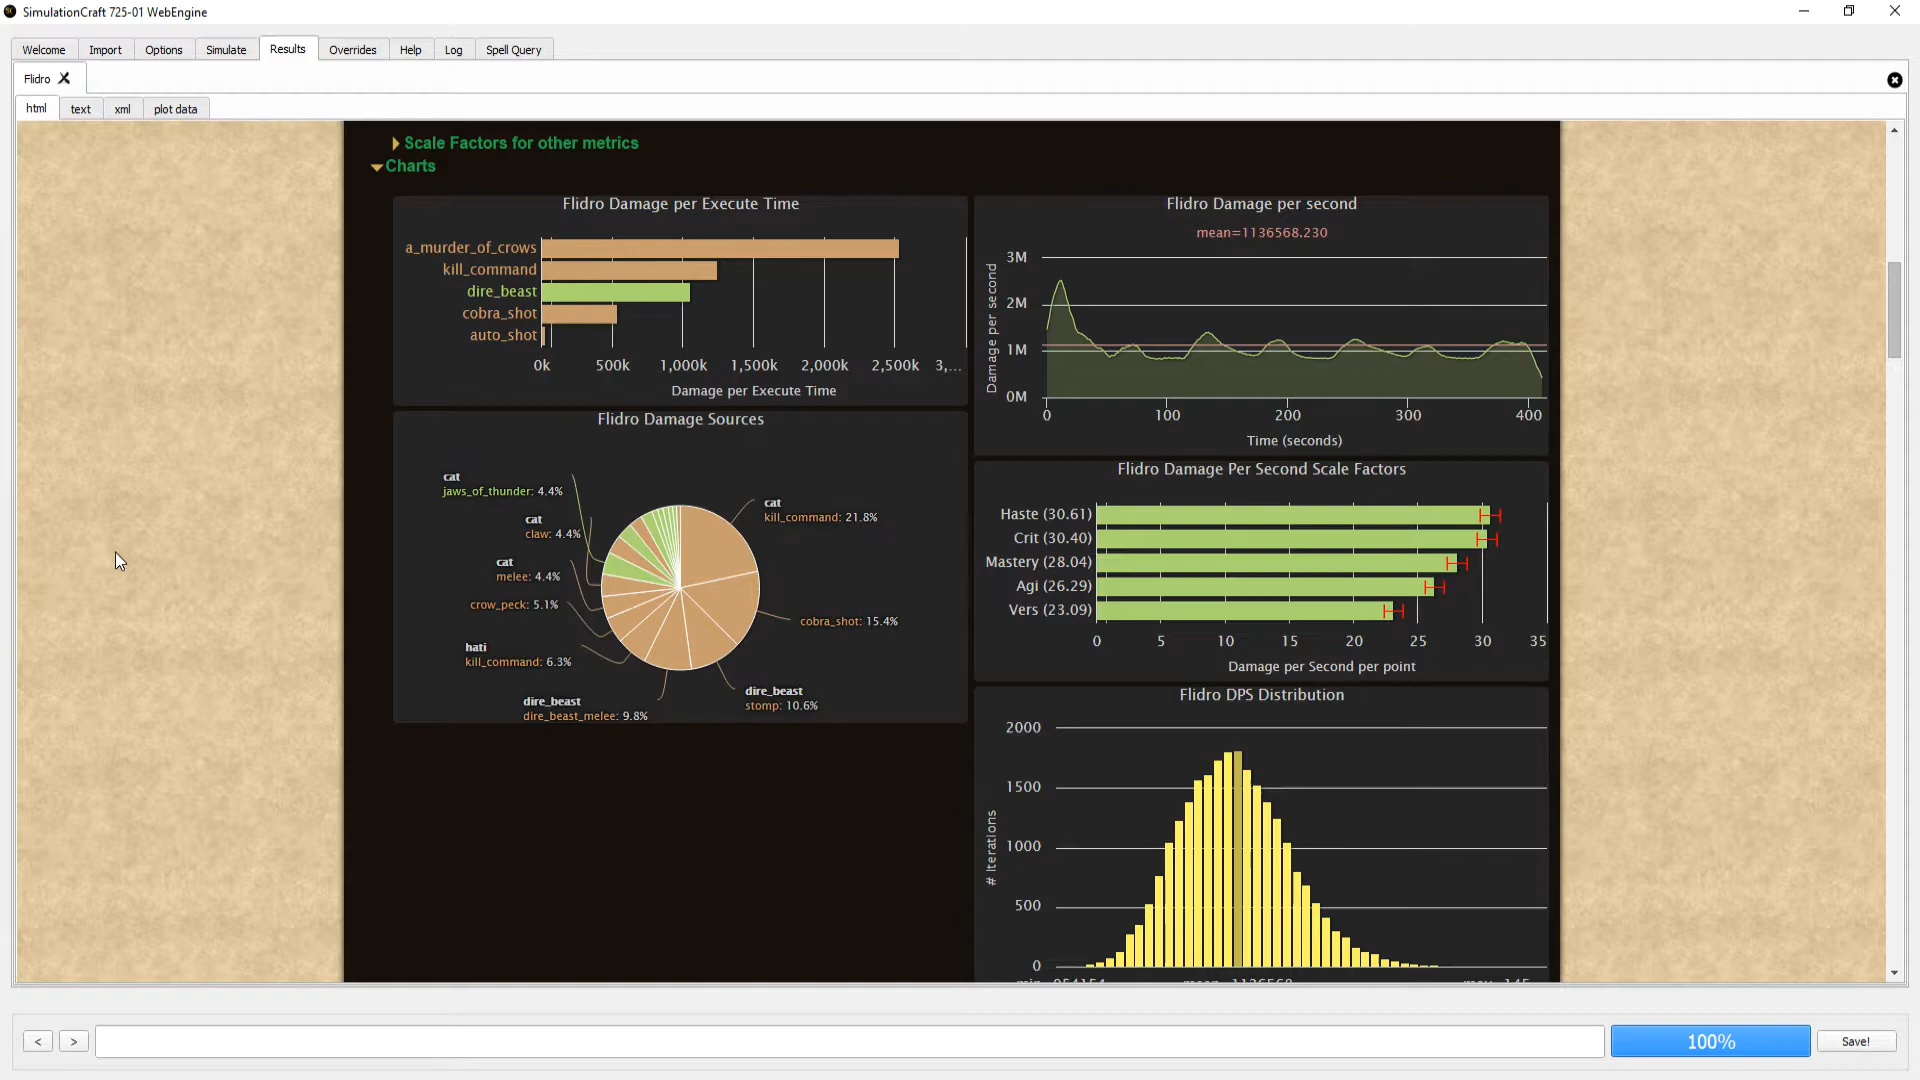 SimulationCraft 725-01 WebEngine
Welcome Import Options Simulate Results Overrides Help Log Spell Query
Flidro
html text xml plot data
Scale Factors for other metrics
Charts
Flidro Damage per Execute Time
a_murder_of_crows
kill_command
dire_beast
cobra_shot
auto_shot
0k 500k 1,000k 1,500k 2,000k 2,500k 3,...
Damage per Execute Time
Flidro Damage per second
mean=1136568.230
3M
2M
1M
0M
Damage per second
0 100 200 300 400
Time (seconds)
Flidro Damage Sources
cat
jaws_of_thunder: 4.4%
cat
claw: 4.4%
cat
melee: 4.4%
crow_peck: 5.1%
hati
kill_command: 6.3%
dire_beast
dire_beast_melee: 9.8%
cat
kill_command: 21.8%
cobra_shot: 15.4%
dire_beast
stomp: 10.6%
Flidro Damage Per Second Scale Factors
Haste (30.61)
Crit (30.40)
Mastery (28.04)
Agi (26.29)
Vers (23.09)
0 5 10 15 20 25 30 35
Damage per Second per point
Flidro DPS Distribution
2000
1500
1000
500
0
# Iterations
< > 100% Save!